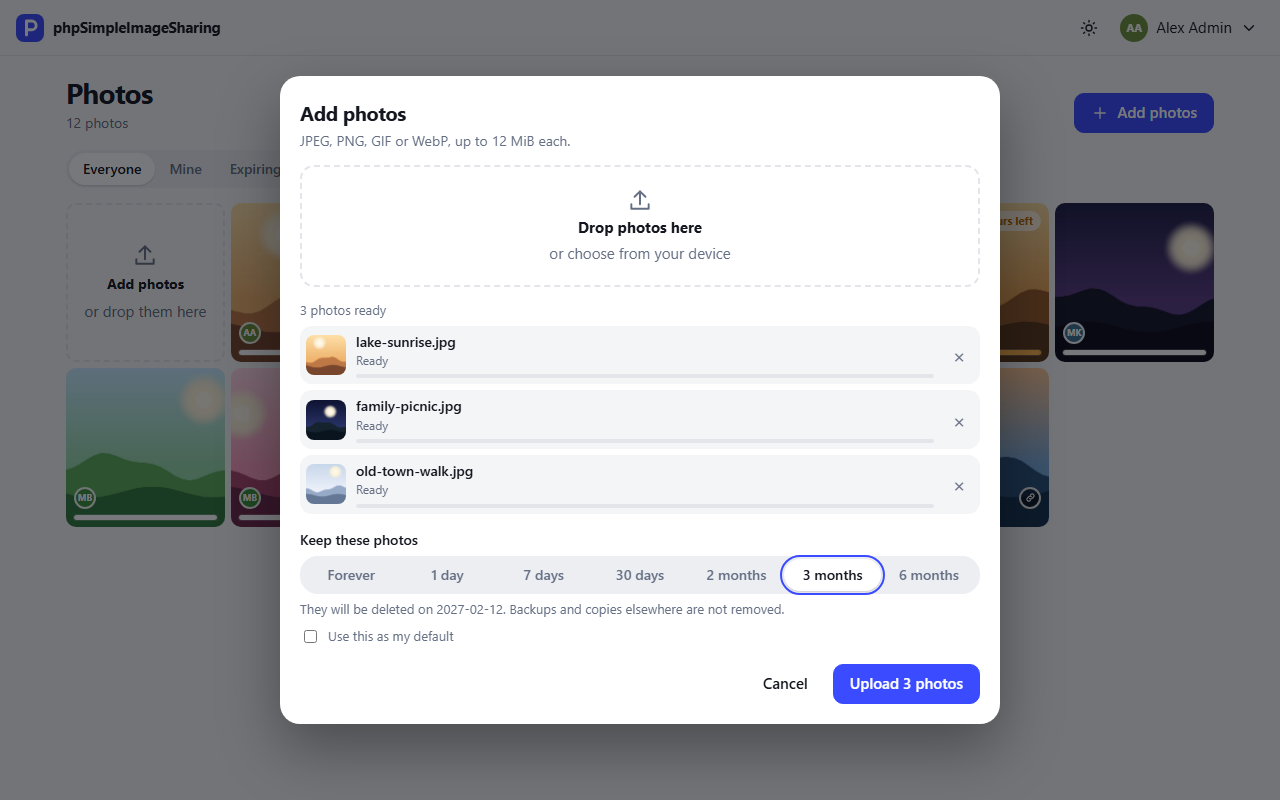 P phpSimpleImageSharing
AA Alex Admin
Photos
12 photos
Add photos
Everyone Mine Expiring
Add photos
or drop them here
AA
left
MK
MB
MB
Add photos
JPEG, PNG, GIF or WebP, up to 12 MiB each.
Drop photos here
or choose from your device
3 photos ready
lake-sunrise.jpg
Ready
family-picnic.jpg
Ready
old-town-walk.jpg
Ready
Keep these photos
Forever 1 day 7 days 30 days 2 months 3 months 6 months
They will be deleted on 2027-02-12. Backups and copies elsewhere are not removed.
Use this as my default
Cancel Upload 3 photos